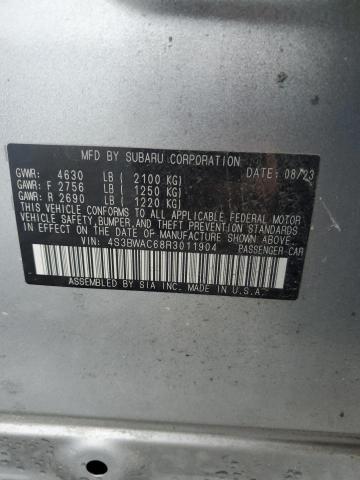 MFD BY SUBARU CORPORATION DATE: 08/23
GVWR: 4630 LB ( 2100 KG)
GAWR: F 2756 LB ( 1250 KG)
GAWR: R 2690 LB ( 1220 KG)
THIS VEHICLE CONFORMS TO ALL APPLICABLE FEDERAL MOTOR
VEHICLE SAFETY, BUMPER, AND THEFT PREVENTION STANDARDS
IN EFFECT ON THE DATE OF MANUFACTURE SHOWN ABOVE.
VIN: 4S3BWAC68R3011904 PASSENGER CAR
ASSEMBLED BY SIA INC. MADE IN U.S.A.